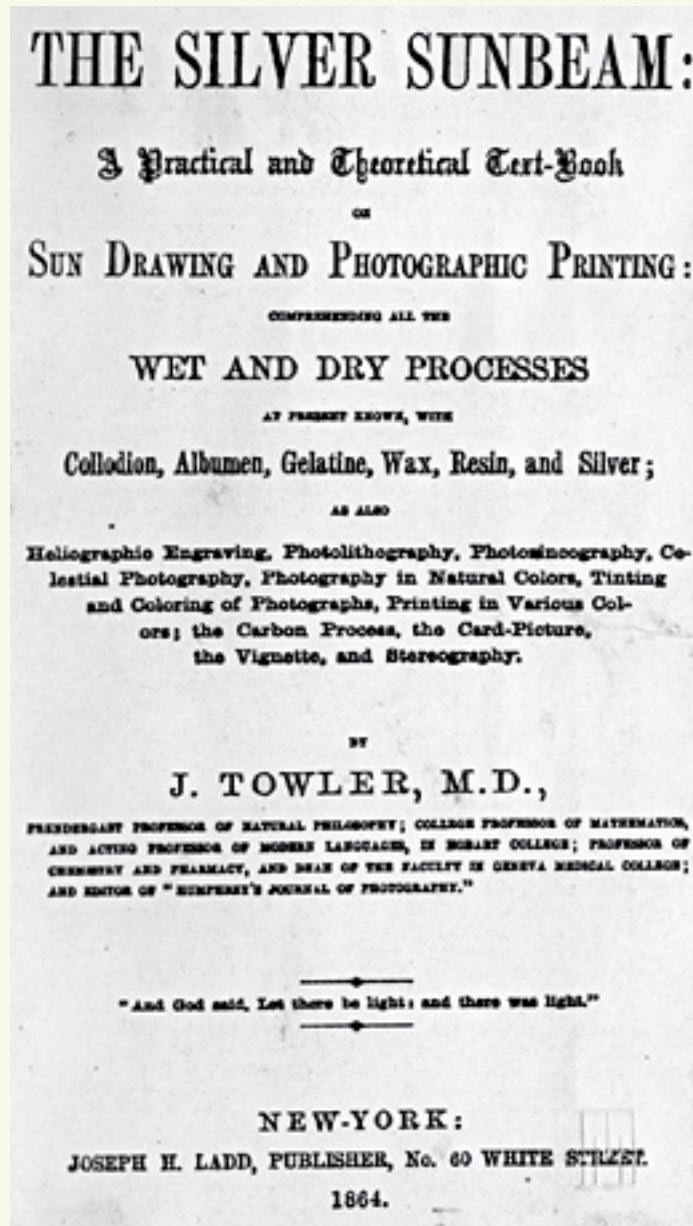 THE SILVER SUNBEAM:
A Practical and Theoretical Text-Book
ON
SUN DRAWING AND PHOTOGRAPHIC PRINTING:
COMPREHENDING ALL THE
WET AND DRY PROCESSES
AT PRESENT KNOWN, WITH
Collodion, Albumen, Gelatine, Wax, Resin, and Silver;
AS ALSO
Heliographic Engraving, Photolithography, Photozincography, Ce-
lestial Photography, Photography in Natural Colors, Tinting
and Coloring of Photographs, Printing in Various Col-
ors; the Carbon Process, the Card-Picture,
the Vignette, and Stereography.
BY
J. TOWLER, M.D.,
PRENDERGAST PROFESSOR OF NATURAL PHILOSOPHY; COLLEGE PROFESSOR OF MATHEMATICS,
AND ACTING PROFESSOR OF MODERN LANGUAGES, IN HOBART COLLEGE; PROFESSOR OF
CHEMISTRY AND PHARMACY, AND DEAN OF THE FACULTY IN GENEVA MEDICAL COLLEGE;
AND EDITOR OF "HUMPHREY'S JOURNAL OF PHOTOGRAPHY."
"And God said, Let there be light: and there was light."
NEW-YORK:
JOSEPH H. LADD, PUBLISHER, No. 60 WHITE STREET.
1864.